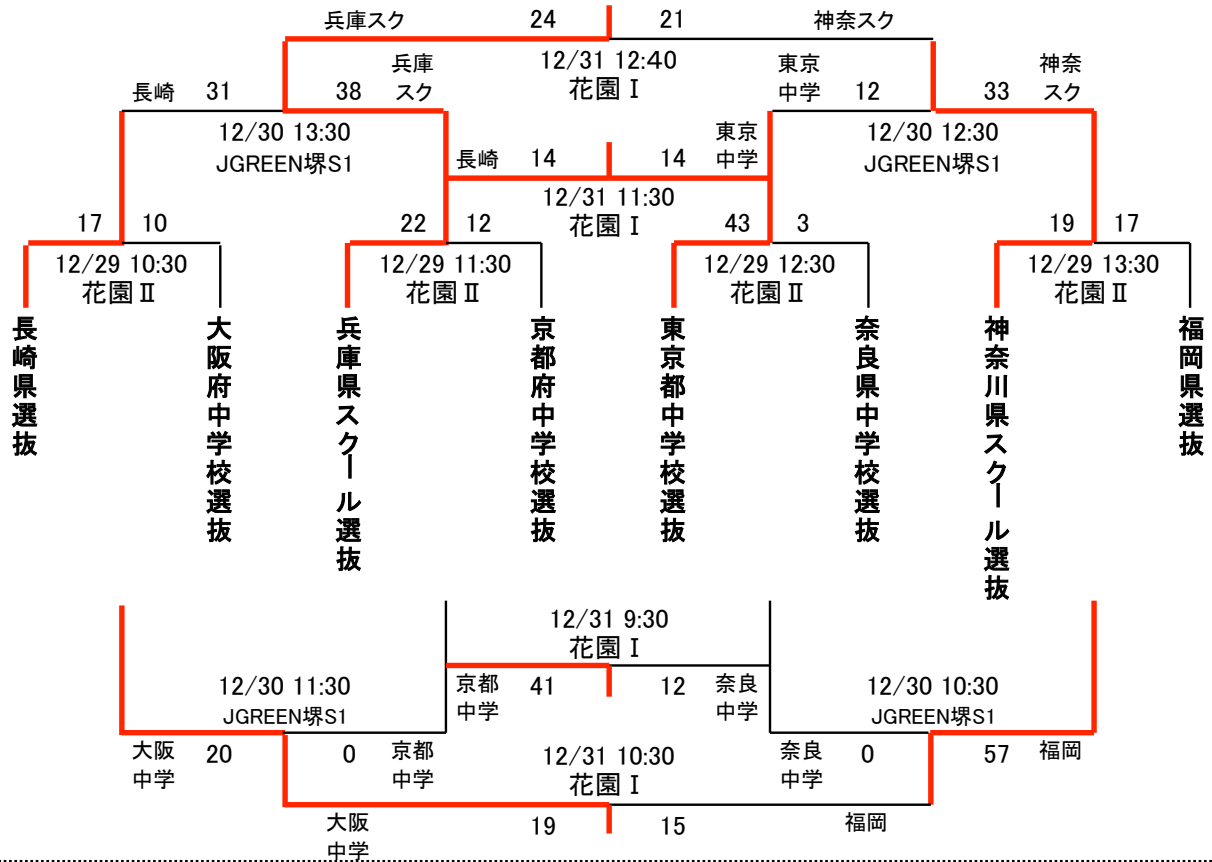 兵庫スク 24 21 神奈スク
12/31 12:40
花園Ⅰ
長崎 31 38 兵庫
スク
東京
中学 12 33 神奈
スク
12/30 13:30
JGREEN堺S1
12/30 12:30
JGREEN堺S1
長崎 14 14 東京
中学
12/31 11:30
花園Ⅰ
17 10
12/29 10:30
花園Ⅱ
22 12
12/29 11:30
花園Ⅱ
43 3
12/29 12:30
花園Ⅱ
19 17
12/29 13:30
花園Ⅱ
長崎県選抜
大阪府中学校選抜
兵庫県スクール選抜
京都府中学校選抜
東京都中学校選抜
奈良県中学校選抜
神奈川県スクール選抜
福岡県選抜
12/31 9:30
花園Ⅰ
京都
中学 41 12 奈良
中学
12/30 11:30
JGREEN堺S1
12/30 10:30
JGREEN堺S1
大阪
中学 20 0 京都
中学
奈良
中学 0 57 福岡
12/31 10:30
花園Ⅰ
大阪
中学 19 15 福岡